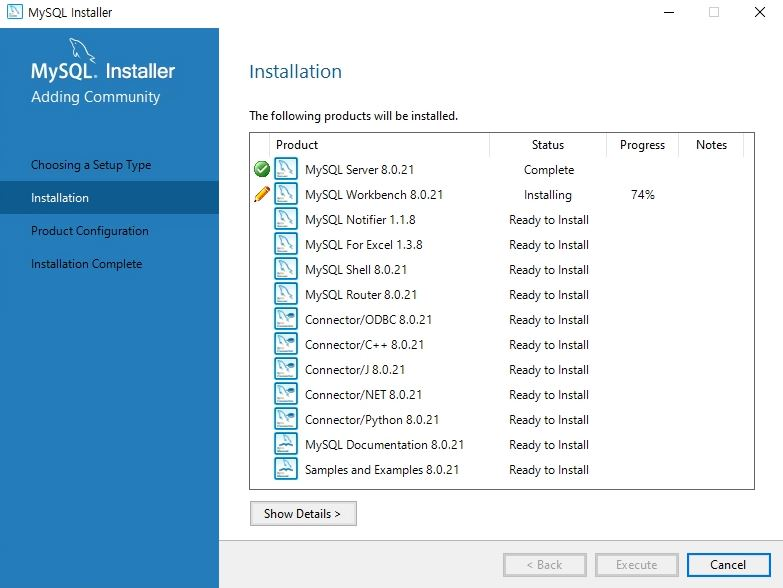 MySQL Installer
MySQL. Installer
Adding Community
Choosing a Setup Type
Installation
Product Configuration
Installation Complete
Installation
The following products will be installed.
Product Status Progress Notes
MySQL Server 8.0.21 Complete
MySQL Workbench 8.0.21 Installing 74%
MySQL Notifier 1.1.8 Ready to Install
MySQL For Excel 1.3.8 Ready to Install
MySQL Shell 8.0.21 Ready to Install
MySQL Router 8.0.21 Ready to Install
Connector/ODBC 8.0.21 Ready to Install
Connector/C++ 8.0.21 Ready to Install
Connector/J 8.0.21 Ready to Install
Connector/NET 8.0.21 Ready to Install
Connector/Python 8.0.21 Ready to Install
MySQL Documentation 8.0.21 Ready to Install
Samples and Examples 8.0.21 Ready to Install
Show Details >
< Back Execute Cancel